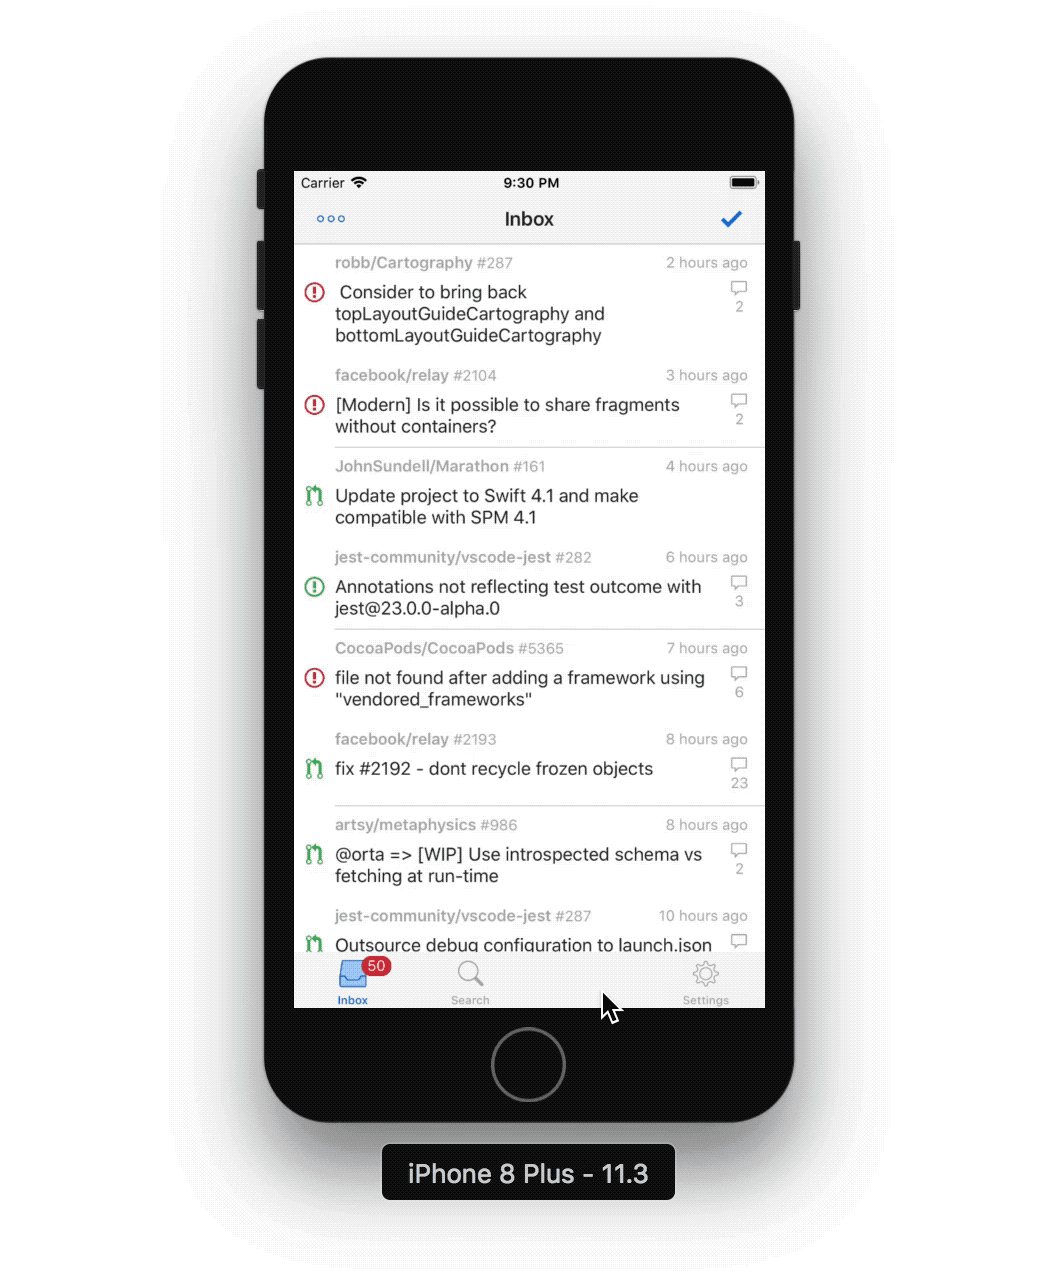 Carrier 9:30 PM
Inbox
robb/Cartography #287 2 hours ago
Consider to bring back
topLayoutGuideCartography and
bottomLayoutGuideCartography
2
facebook/relay #2104 3 hours ago
[Modern] Is it possible to share fragments
without containers?
2
JohnSundell/Marathon #161 4 hours ago
Update project to Swift 4.1 and make
compatible with SPM 4.1
jest-community/vscode-jest #282 6 hours ago
Annotations not reflecting test outcome with
jest@23.0.0-alpha.0
3
CocoaPods/CocoaPods #5365 7 hours ago
file not found after adding a framework using
"vendored_frameworks"
6
facebook/relay #2193 8 hours ago
fix #2192 - dont recycle frozen objects
23
artsy/metaphysics #986 8 hours ago
@orta => [WIP] Use introspected schema vs
fetching at run-time
2
jest-community/vscode-jest #287 10 hours ago
Outsource debug configuration to launch.json
50
Inbox Search Settings
iPhone 8 Plus - 11.3